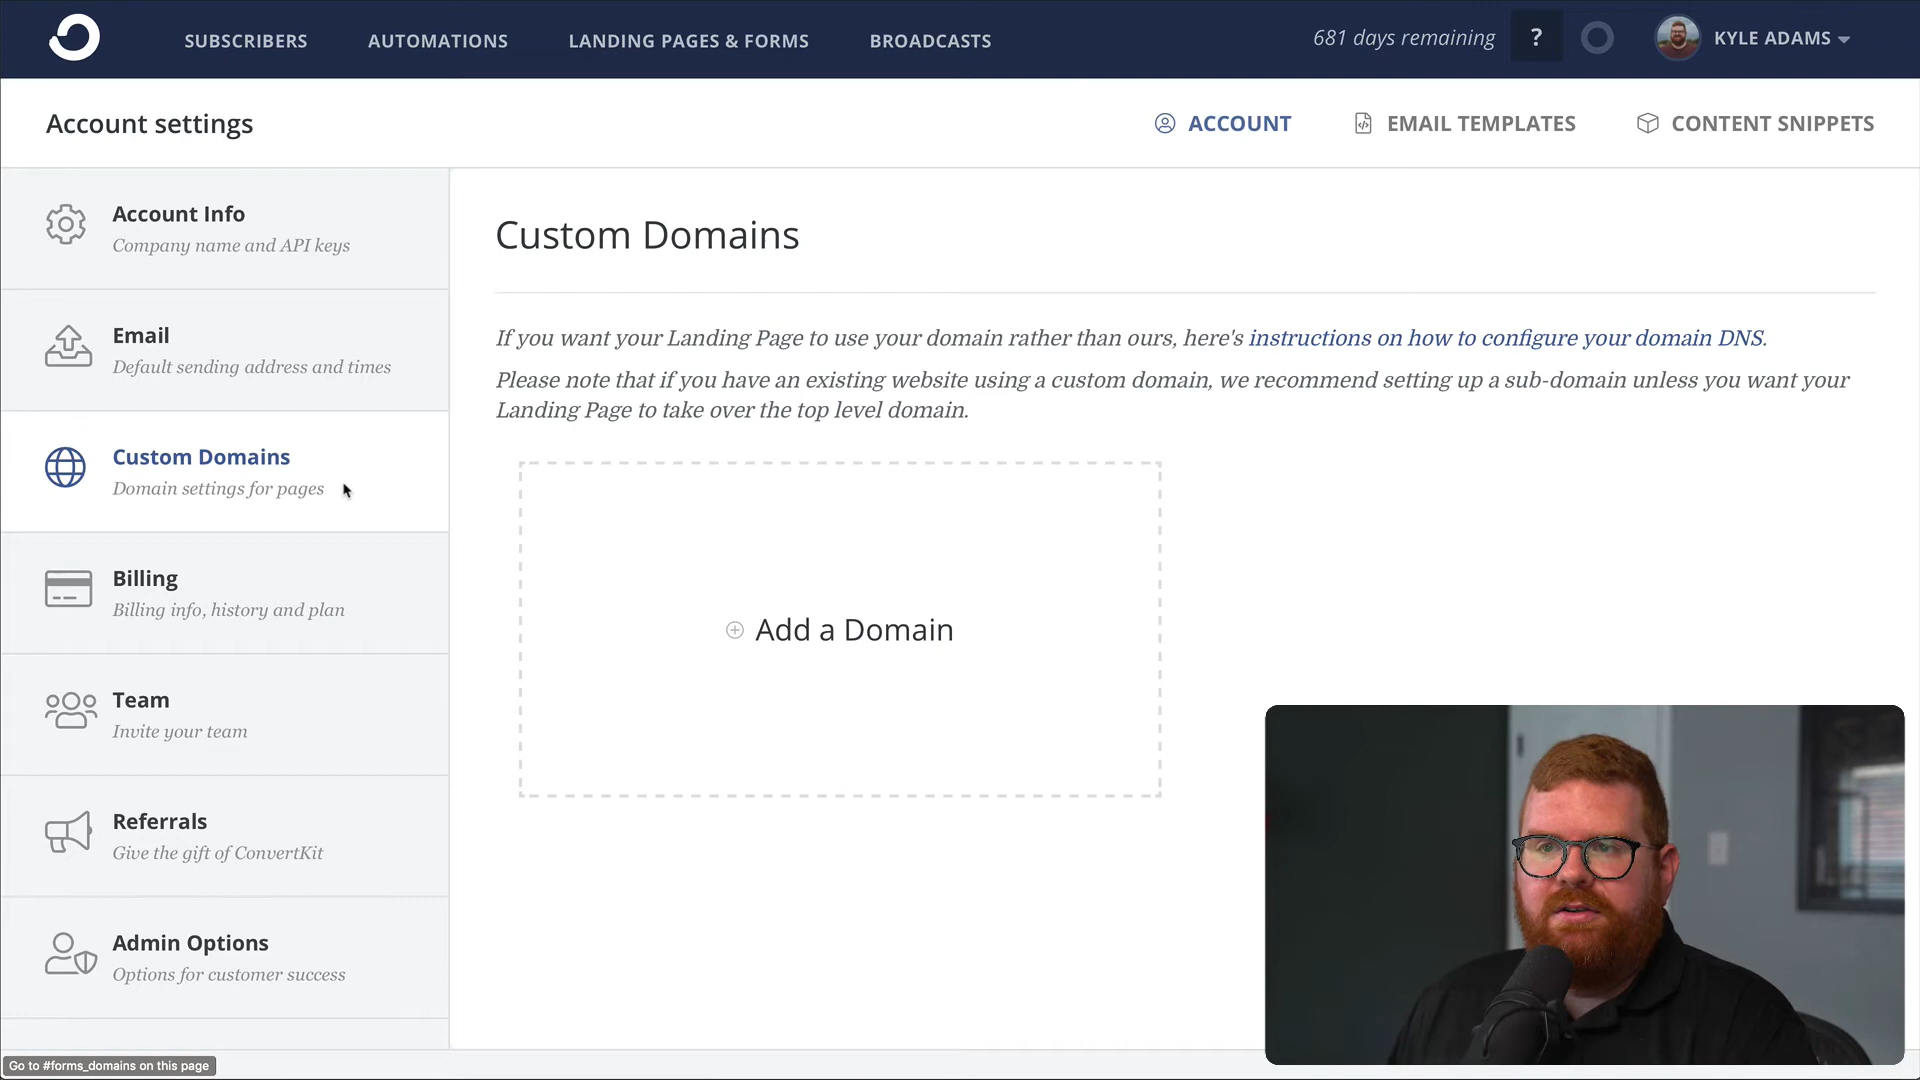 SUBSCRIBERS AUTOMATIONS LANDING PAGES & FORMS BROADCASTS 681 days remaining ? KYLE ADAMS
Account settings ACCOUNT EMAIL TEMPLATES CONTENT SNIPPETS
Account Info
Company name and API keys
Email
Default sending address and times
Custom Domains
Domain settings for pages
Billing
Billing info, history and plan
Team
Invite your team
Referrals
Give the gift of ConvertKit
Admin Options
Options for customer success
Custom Domains
If you want your Landing Page to use your domain rather than ours, here's instructions on how to configure your domain DNS.
Please note that if you have an existing website using a custom domain, we recommend setting up a sub-domain unless you want your
Landing Page to take over the top level domain.
Add a Domain
Go to #forms_domains on this page